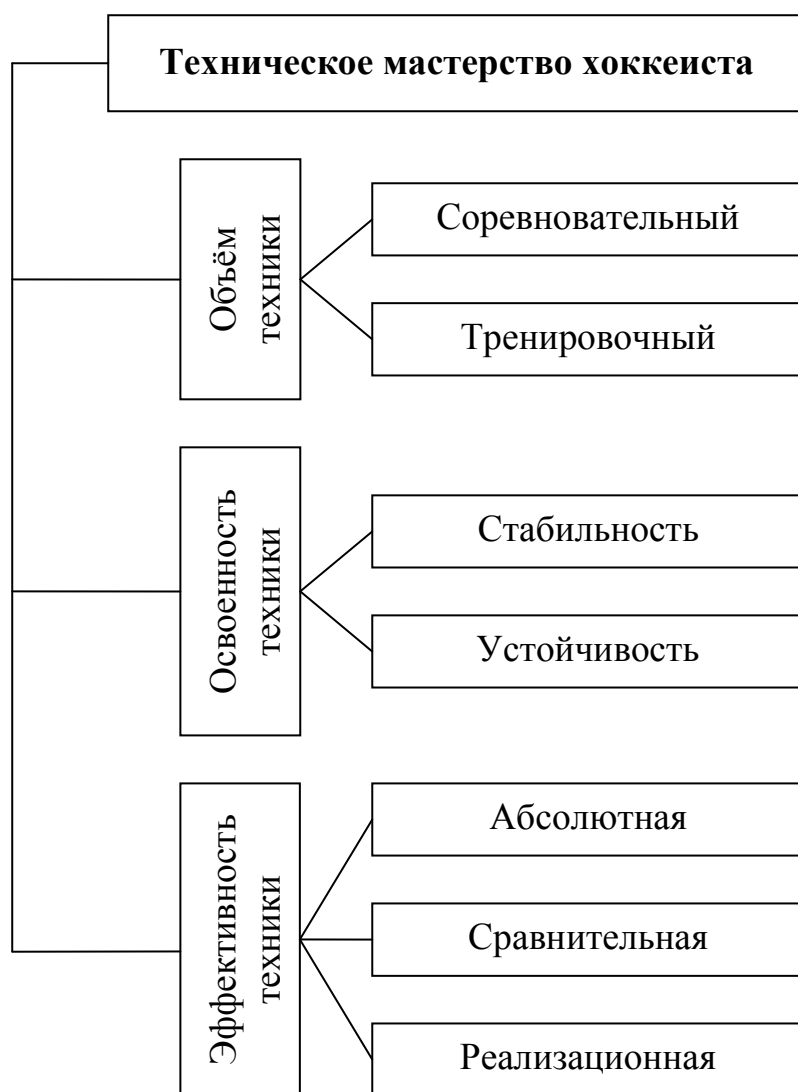 Техническое мастерство хоккеиста
Объём
техники
Соревновательный
Тренировочный
Освоенность
техники
Стабильность
Устойчивость
Эффективность
техники
Абсолютная
Сравнительная
Реализационная